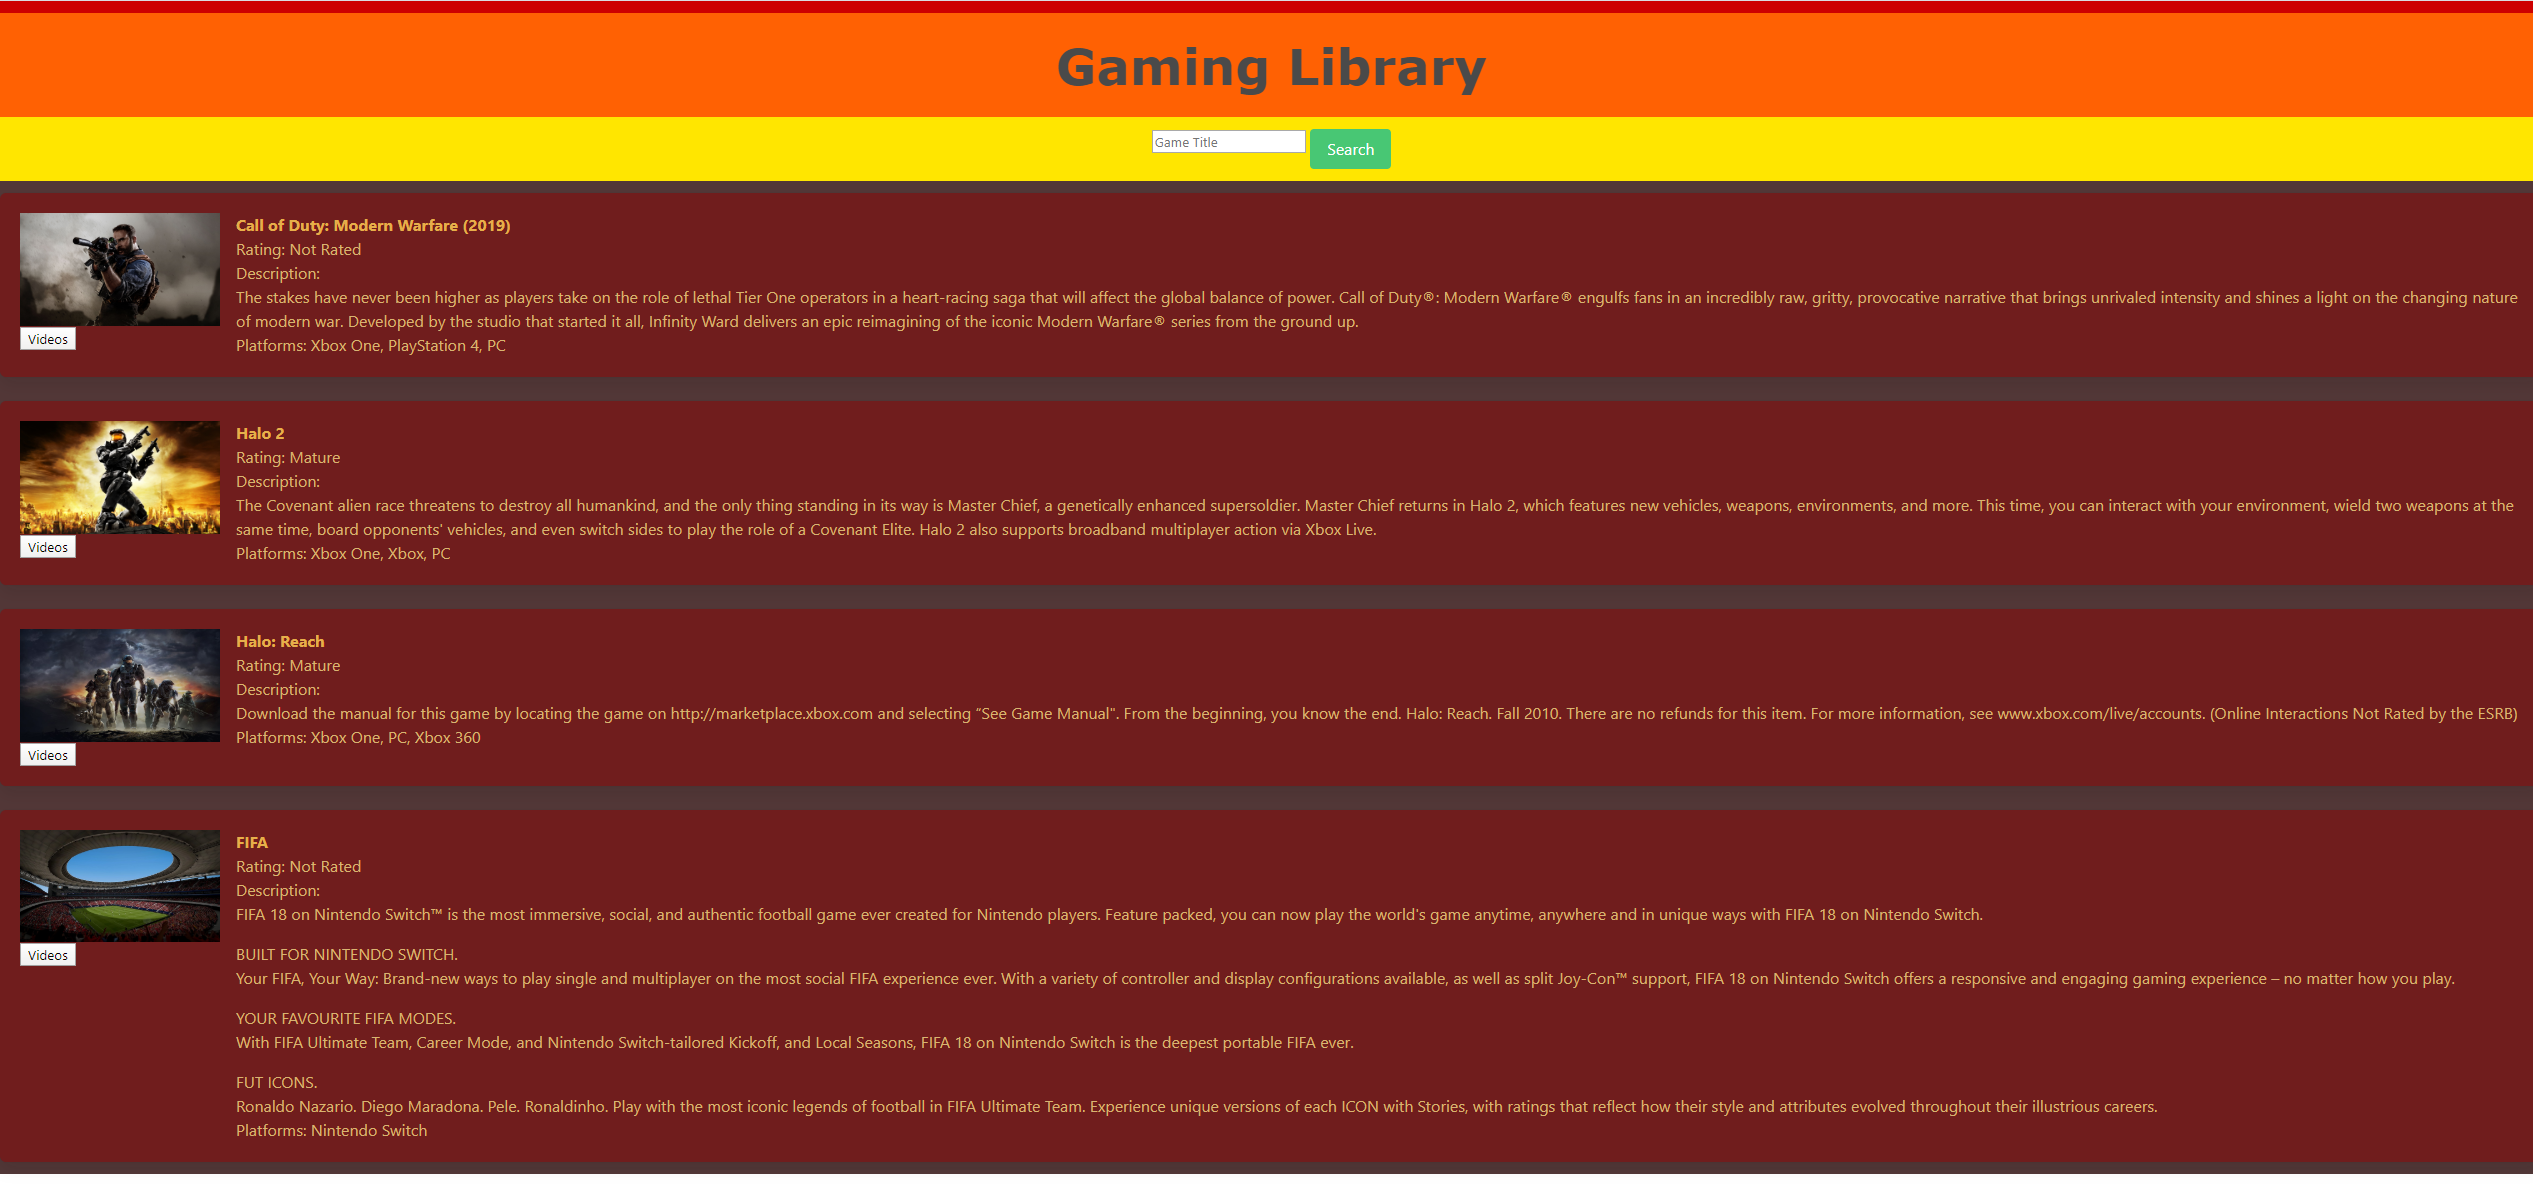 Gaming Library
Game Title
Search
Call of Duty: Modern Warfare (2019)
Rating: Not Rated
Description:
The stakes have never been higher as players take on the role of lethal Tier One operators in a heart-racing saga that will affect the global balance of power. Call of Duty®: Modern Warfare® engulfs fans in an incredibly raw, gritty, provocative narrative that brings unrivaled intensity and shines a light on the changing nature
of modern war. Developed by the studio that started it all, Infinity Ward delivers an epic reimagining of the iconic Modern Warfare® series from the ground up.
Platforms: Xbox One, PlayStation 4, PC
Videos
Halo 2
Rating: Mature
Description:
The Covenant alien race threatens to destroy all humankind, and the only thing standing in its way is Master Chief, a genetically enhanced supersoldier. Master Chief returns in Halo 2, which features new vehicles, weapons, environments, and more. This time, you can interact with your environment, wield two weapons at the
same time, board opponents' vehicles, and even switch sides to play the role of a Covenant Elite. Halo 2 also supports broadband multiplayer action via Xbox Live.
Platforms: Xbox One, Xbox, PC
Videos
Halo: Reach
Rating: Mature
Description:
Download the manual for this game by locating the game on http://marketplace.xbox.com and selecting “See Game Manual". From the beginning, you know the end. Halo: Reach. Fall 2010. There are no refunds for this item. For more information, see www.xbox.com/live/accounts. (Online Interactions Not Rated by the ESRB)
Platforms: Xbox One, PC, Xbox 360
Videos
FIFA
Rating: Not Rated
Description:
FIFA 18 on Nintendo Switch™ is the most immersive, social, and authentic football game ever created for Nintendo players. Feature packed, you can now play the world's game anytime, anywhere and in unique ways with FIFA 18 on Nintendo Switch.
Videos
BUILT FOR NINTENDO SWITCH.
Your FIFA, Your Way: Brand-new ways to play single and multiplayer on the most social FIFA experience ever. With a variety of controller and display configurations available, as well as split Joy-Con™ support, FIFA 18 on Nintendo Switch offers a responsive and engaging gaming experience – no matter how you play.
YOUR FAVOURITE FIFA MODES.
With FIFA Ultimate Team, Career Mode, and Nintendo Switch-tailored Kickoff, and Local Seasons, FIFA 18 on Nintendo Switch is the deepest portable FIFA ever.
FUT ICONS.
Ronaldo Nazario. Diego Maradona. Pele. Ronaldinho. Play with the most iconic legends of football in FIFA Ultimate Team. Experience unique versions of each ICON with Stories, with ratings that reflect how their style and attributes evolved throughout their illustrious careers.
Platforms: Nintendo Switch